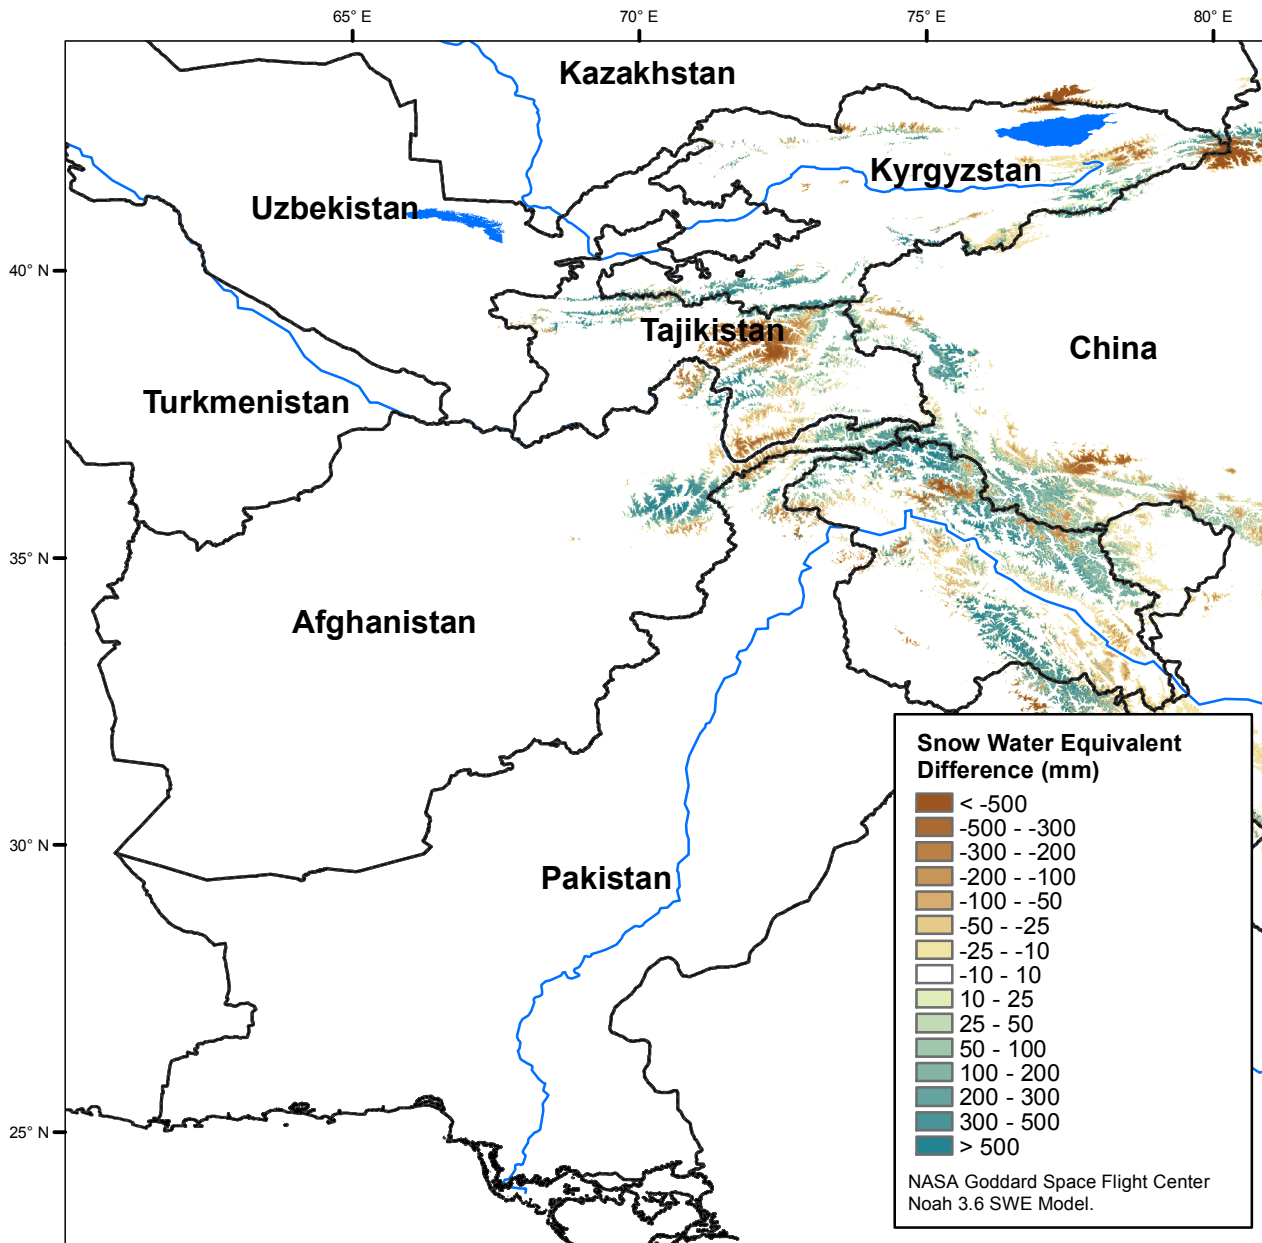 65° E
70° E
75° E
80° E
Kazakhstan
Kyrgyzstan
Uzbekistan
40° N
Tajikistan
China
Turkmenistan
35° N
Afghanistan
30° N
Pakistan
25° N
Snow Water Equivalent
Difference (mm)
< -500
-500 - -300
-300 - -200
-200 - -100
-100 - -50
-50 - -25
-25 - -10
-10 - 10
10 - 25
25 - 50
50 - 100
100 - 200
200 - 300
300 - 500
> 500
NASA Goddard Space Flight Center
Noah 3.6 SWE Model.